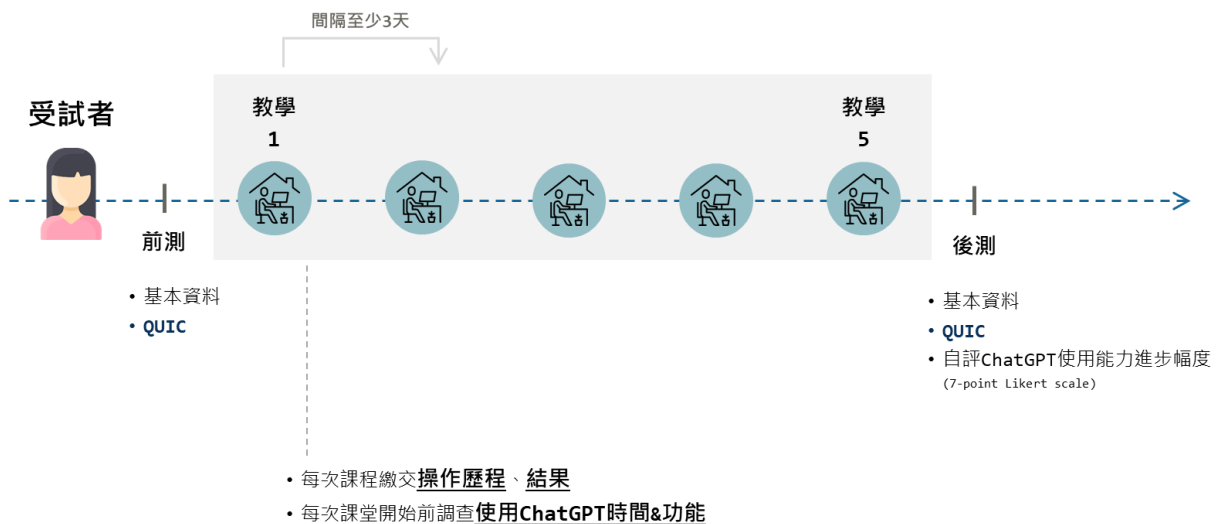 間隔至少3天
受試者
教學
1
教學
5
前測
後測
• 基本資料
• QUIC
• 基本資料
• QUIC
• 自評ChatGPT使用能力進步幅度
(7-point Likert scale)
• 每次課程繳交操作歷程、結果
• 每次課堂開始前調查使用ChatGPT時間&功能